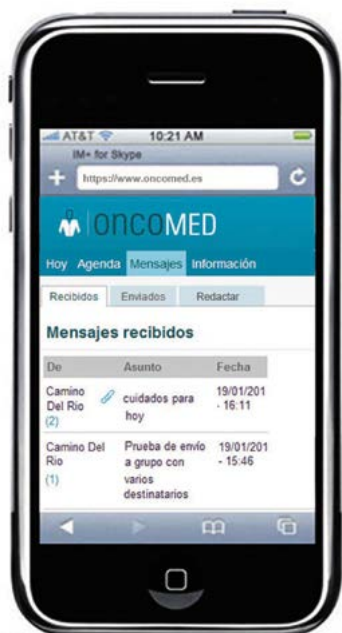 AT&T 10:21 AM
IM+ for Skype
https://www.oncomed.es
ONCOMED
Hoy Agenda Mensajes Información
Recibidos Enviados Redactar
Mensajes recibidos
De Asunto Fecha
Camino Del Rio (2) cuidados para hoy 19/01/201 - 16:11
Camino Del Rio (1) Prueba de envío a grupo con varios destinatarios 19/01/201 - 15:46